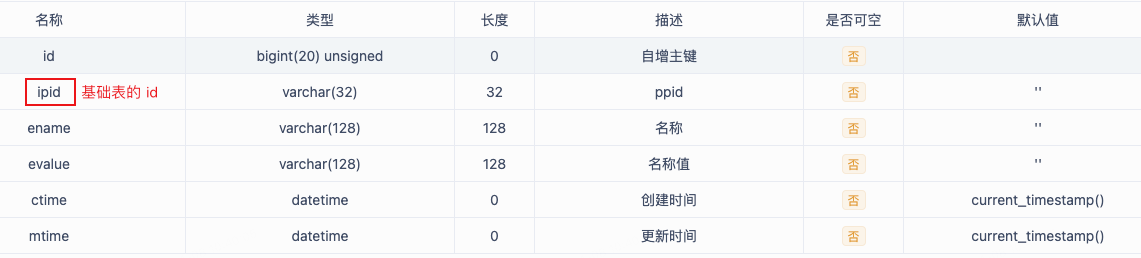 名称 类型 长度 描述 是否可空 默认值
id bigint(20) unsigned 0 自增主键 否
ipid 基础表的 id varchar(32) 32 ppid 否 ''
ename varchar(128) 128 名称 否 ''
evalue varchar(128) 128 名称值 否 ''
ctime datetime 0 创建时间 否 current_timestamp()
mtime datetime 0 更新时间 否 current_timestamp()